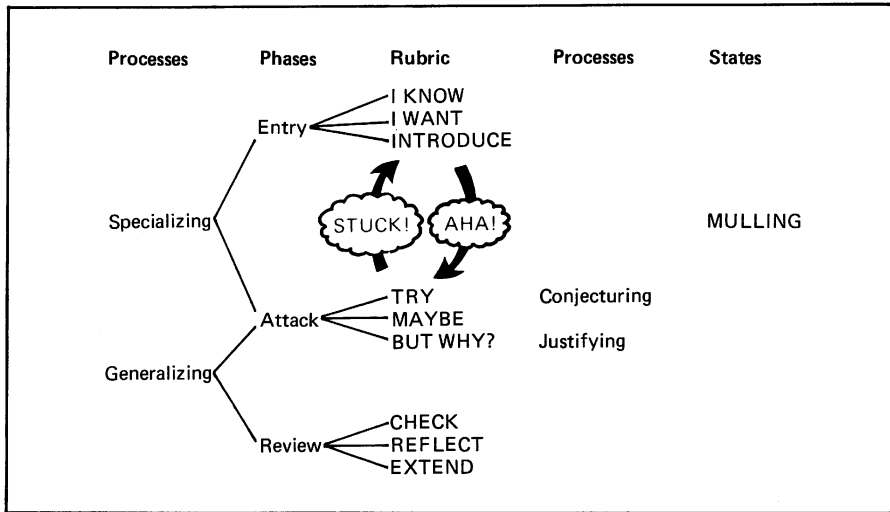 Processes Phases Rubric Processes States
I KNOW
I WANT
Entry
INTRODUCE
Specializing STUCK! AHA! MULLING
TRY Conjecturing
Attack MAYBE
BUT WHY? Justifying
Generalizing
CHECK
Review REFLECT
EXTEND